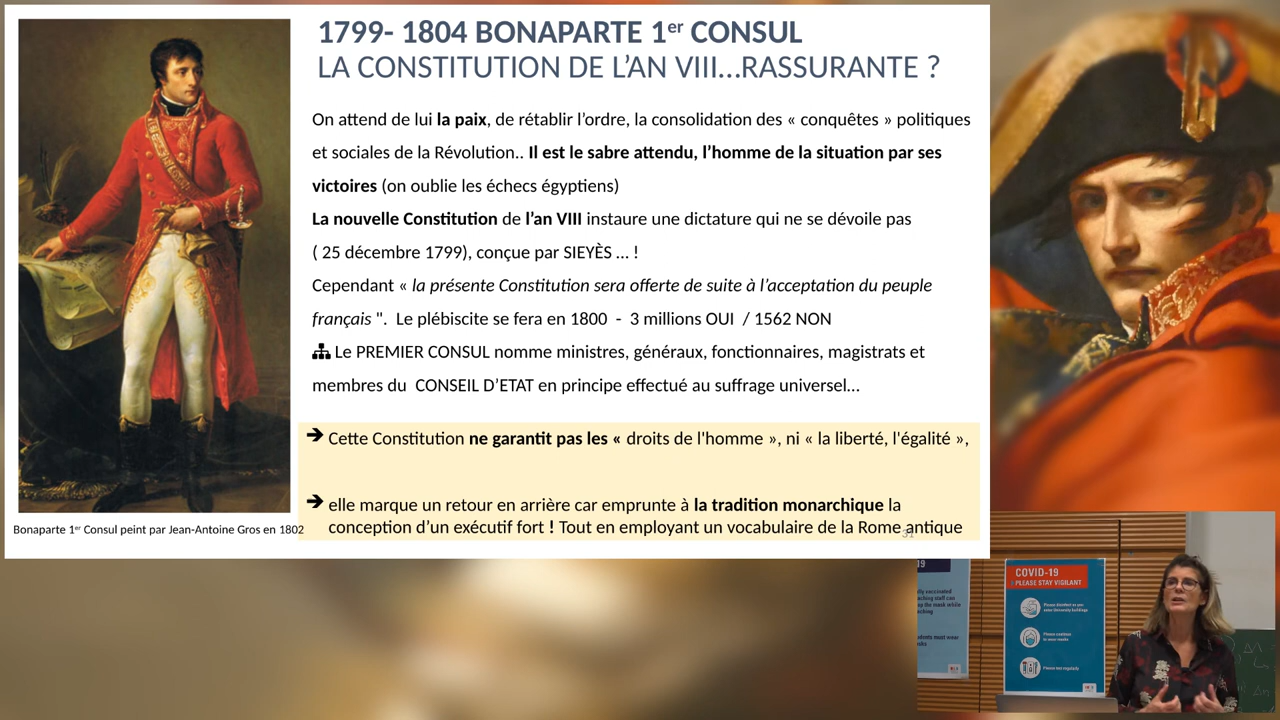 1799- 1804 BONAPARTE 1er CONSUL
LA CONSTITUTION DE L’AN VIII…RASSURANTE ?
On attend de lui la paix, de rétablir l’ordre, la consolidation des « conquêtes » politiques
et sociales de la Révolution.. Il est le sabre attendu, l’homme de la situation par ses
victoires (on oublie les échecs égyptiens)
La nouvelle Constitution de l’an VIII instaure une dictature qui ne se dévoile pas
( 25 décembre 1799), conçue par SIEYÈS … !
Cependant « la présente Constitution sera offerte de suite à l’acceptation du peuple
français ". Le plébiscite se fera en 1800 - 3 millions OUI / 1562 NON
Le PREMIER CONSUL nomme ministres, généraux, fonctionnaires, magistrats et
membres du CONSEIL D’ETAT en principe effectué au suffrage universel…
➔ Cette Constitution ne garantit pas les « droits de l'homme », ni « la liberté, l'égalité »,
➔ elle marque un retour en arrière car emprunte à la tradition monarchique la
conception d’un exécutif fort ! Tout en employant un vocabulaire de la Rome antique
31
Bonaparte 1er Consul peint par Jean-Antoine Gros en 1802
19
COVID-19
PLEASE STAY VIGILANT